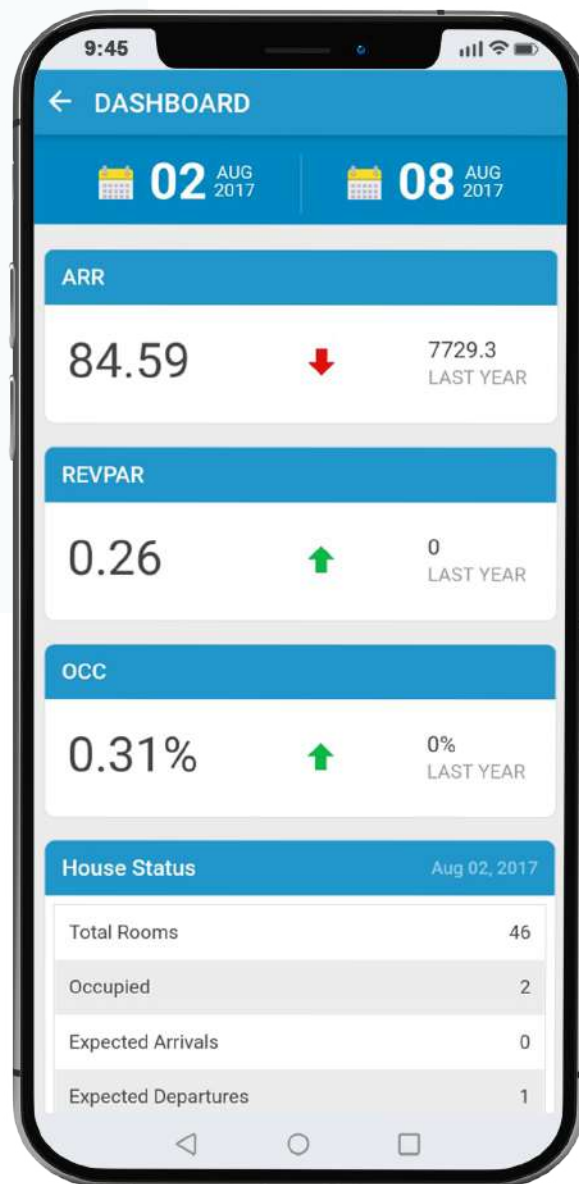 9:45
DASHBOARD
02 AUG 2017
08 AUG 2017
ARR
84.59
7729.3
LAST YEAR
REVPAR
0.26
0
LAST YEAR
OCC
0.31%
0%
LAST YEAR
House Status Aug 02, 2017
Total Rooms 46
Occupied 2
Expected Arrivals 0
Expected Departures 1